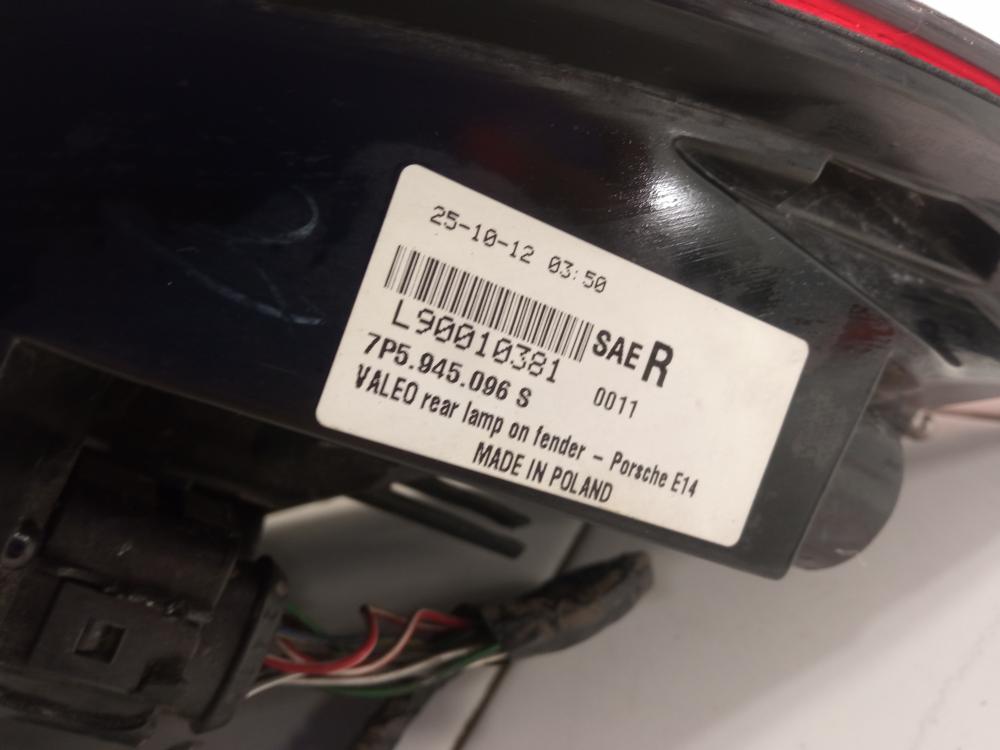 25-10-12 03:50
L90010381
SAE R
7P5.945.096 S
0011
VALEO rear lamp on fender - Porsche E14
MADE IN POLAND